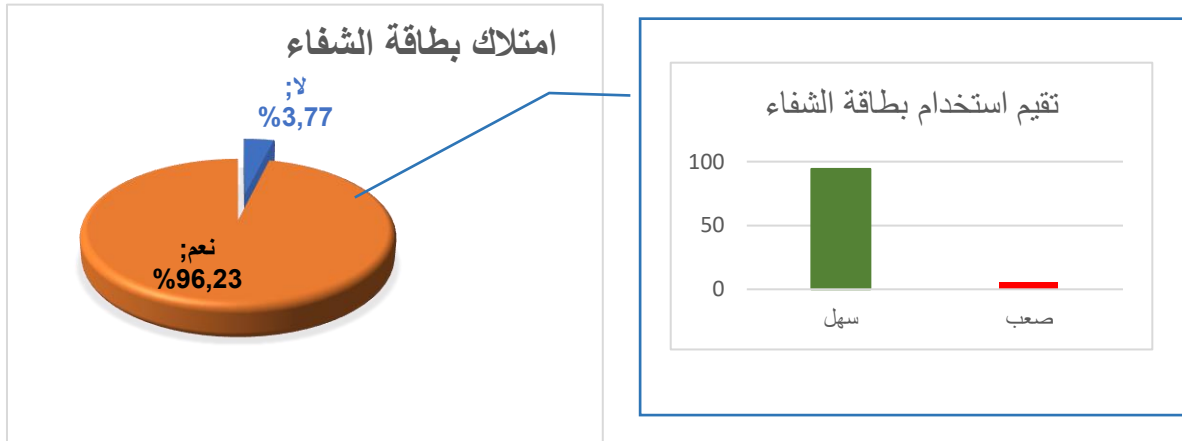 امتلاك بطاقة الشفاء
لا;
%3,77
نعم;
%96,23
تقيم استخدام بطاقة الشفاء
100
50
0
سهل
صعب